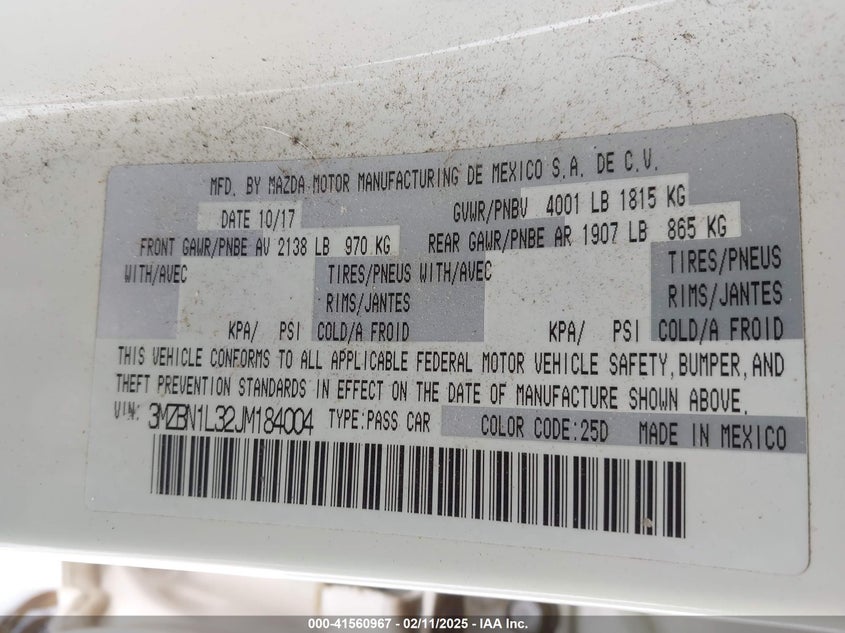 MFD. BY MAZDA MOTOR MANUFACTURING DE MEXICO S.A. DE C.V.
DATE 10/17 GVWR/PNBV 4001 LB 1815 KG
FRONT GAWR/PNBE AV 2138 LB 970 KG REAR GAWR/PNBE AR 1907 LB 865 KG
WITH/AVEC TIRES/PNEUS WITH/AVEC TIRES/PNEUS
RIMS/JANTES RIMS/JANTES
KPA/ PSI COLD/A FROID KPA/ PSI COLD/A FROID
THIS VEHICLE CONFORMS TO ALL APPLICABLE FEDERAL MOTOR VEHICLE SAFETY, BUMPER, AND
THEFT PREVENTION STANDARDS IN EFFECT ON THE DATE OF MANUFACTURE SHOWN ABOVE.
VIN: 3MZBN1L32JM184004 TYPE:PASS CAR COLOR CODE:25D MADE IN MEXICO
000-41560967 - 02/11/2025 - IAA Inc.